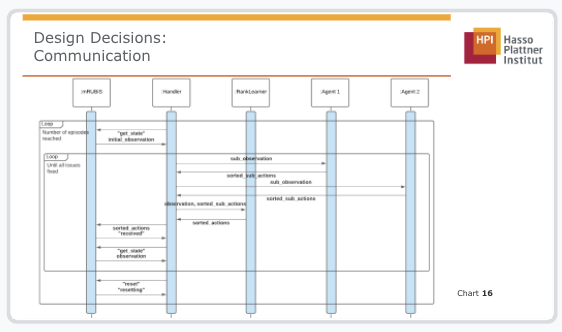 Design Decisions:
Communication
HPI Hasso
Plattner
Institut
:mRUBIS
:Handler
:RankLearner
:Agent 1
:Agent 2
Loop
Number of episodes
reached
"get_state"
initial_observation
Loop
Until all issues
fixed
sub_observation
sorted_sub_actions
sub_observation
sorted_sub_actions
observation, sorted_sub_actions
sorted_actions
sorted_actions
"received"
"get_state"
observation
"reset"
"resetting"
Chart 16